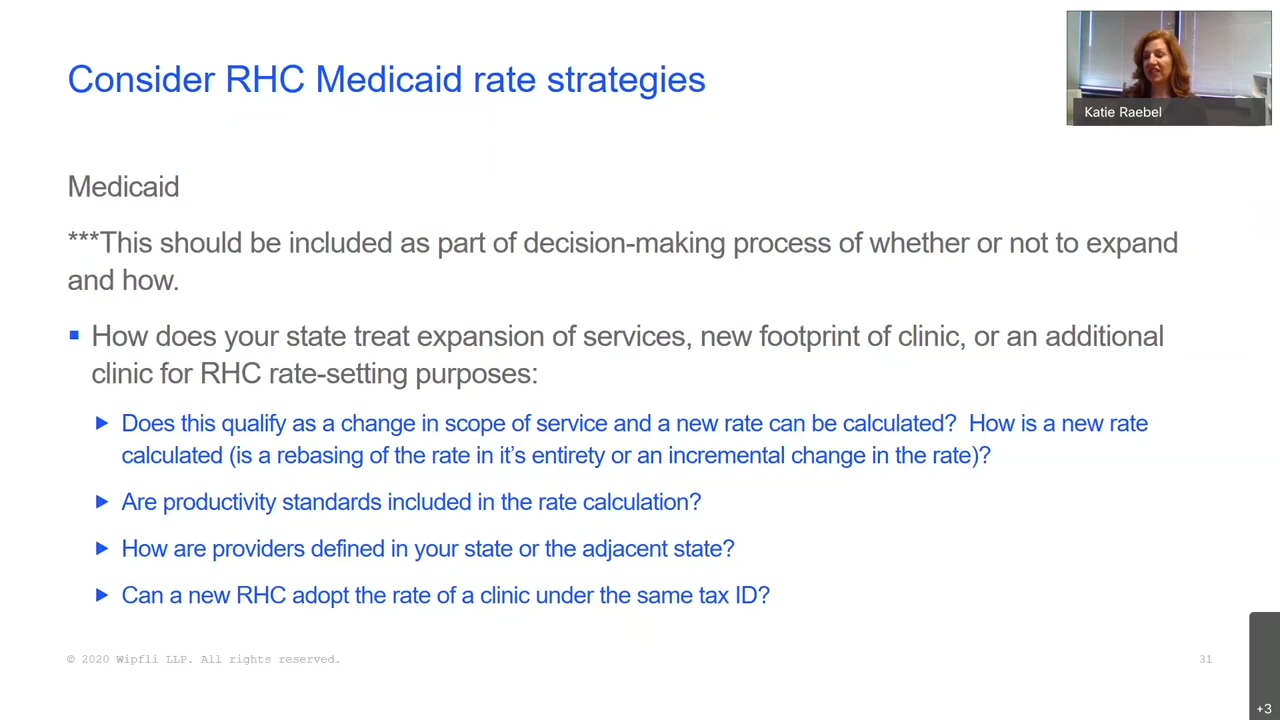 Consider RHC Medicaid rate strategies
Katie Raebel
Medicaid
***This should be included as part of decision-making process of whether or not to expand
and how.
How does your state treat expansion of services, new footprint of clinic, or an additional
clinic for RHC rate-setting purposes:
Does this qualify as a change in scope of service and a new rate can be calculated?  How is a new rate
calculated (is a rebasing of the rate in it's entirety or an incremental change in the rate)?
Are productivity standards included in the rate calculation?
How are providers defined in your state or the adjacent state?
Can a new RHC adopt the rate of a clinic under the same tax ID?
© 2020 Wipfli LLP. All rights reserved.
31
+3